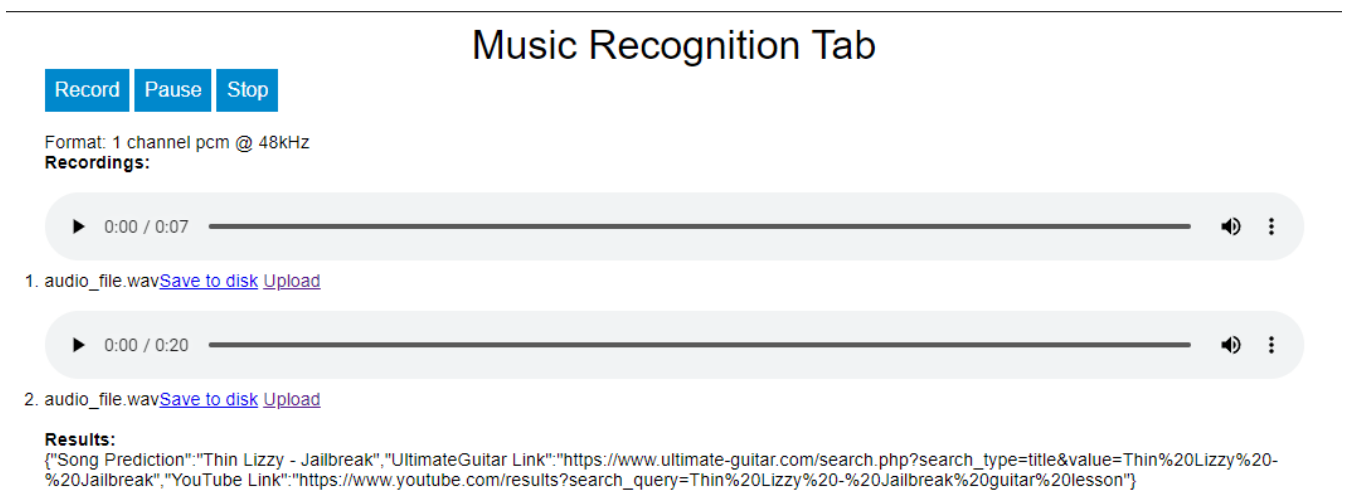 Music Recognition Tab
Record Pause Stop
Format: 1 channel pcm @ 48kHz
Recordings:
0:00 / 0:07
1. audio_file.wavSave to disk Upload
0:00 / 0:20
2. audio_file.wavSave to disk Upload
Results:
{"Song Prediction":"Thin Lizzy - Jailbreak","UltimateGuitar Link":"https://www.ultimate-guitar.com/search.php?search_type=title&value=Thin%20Lizzy%20-
%20Jailbreak","YouTube Link":"https://www.youtube.com/results?search_query=Thin%20Lizzy%20-%20Jailbreak%20guitar%20lesson"}